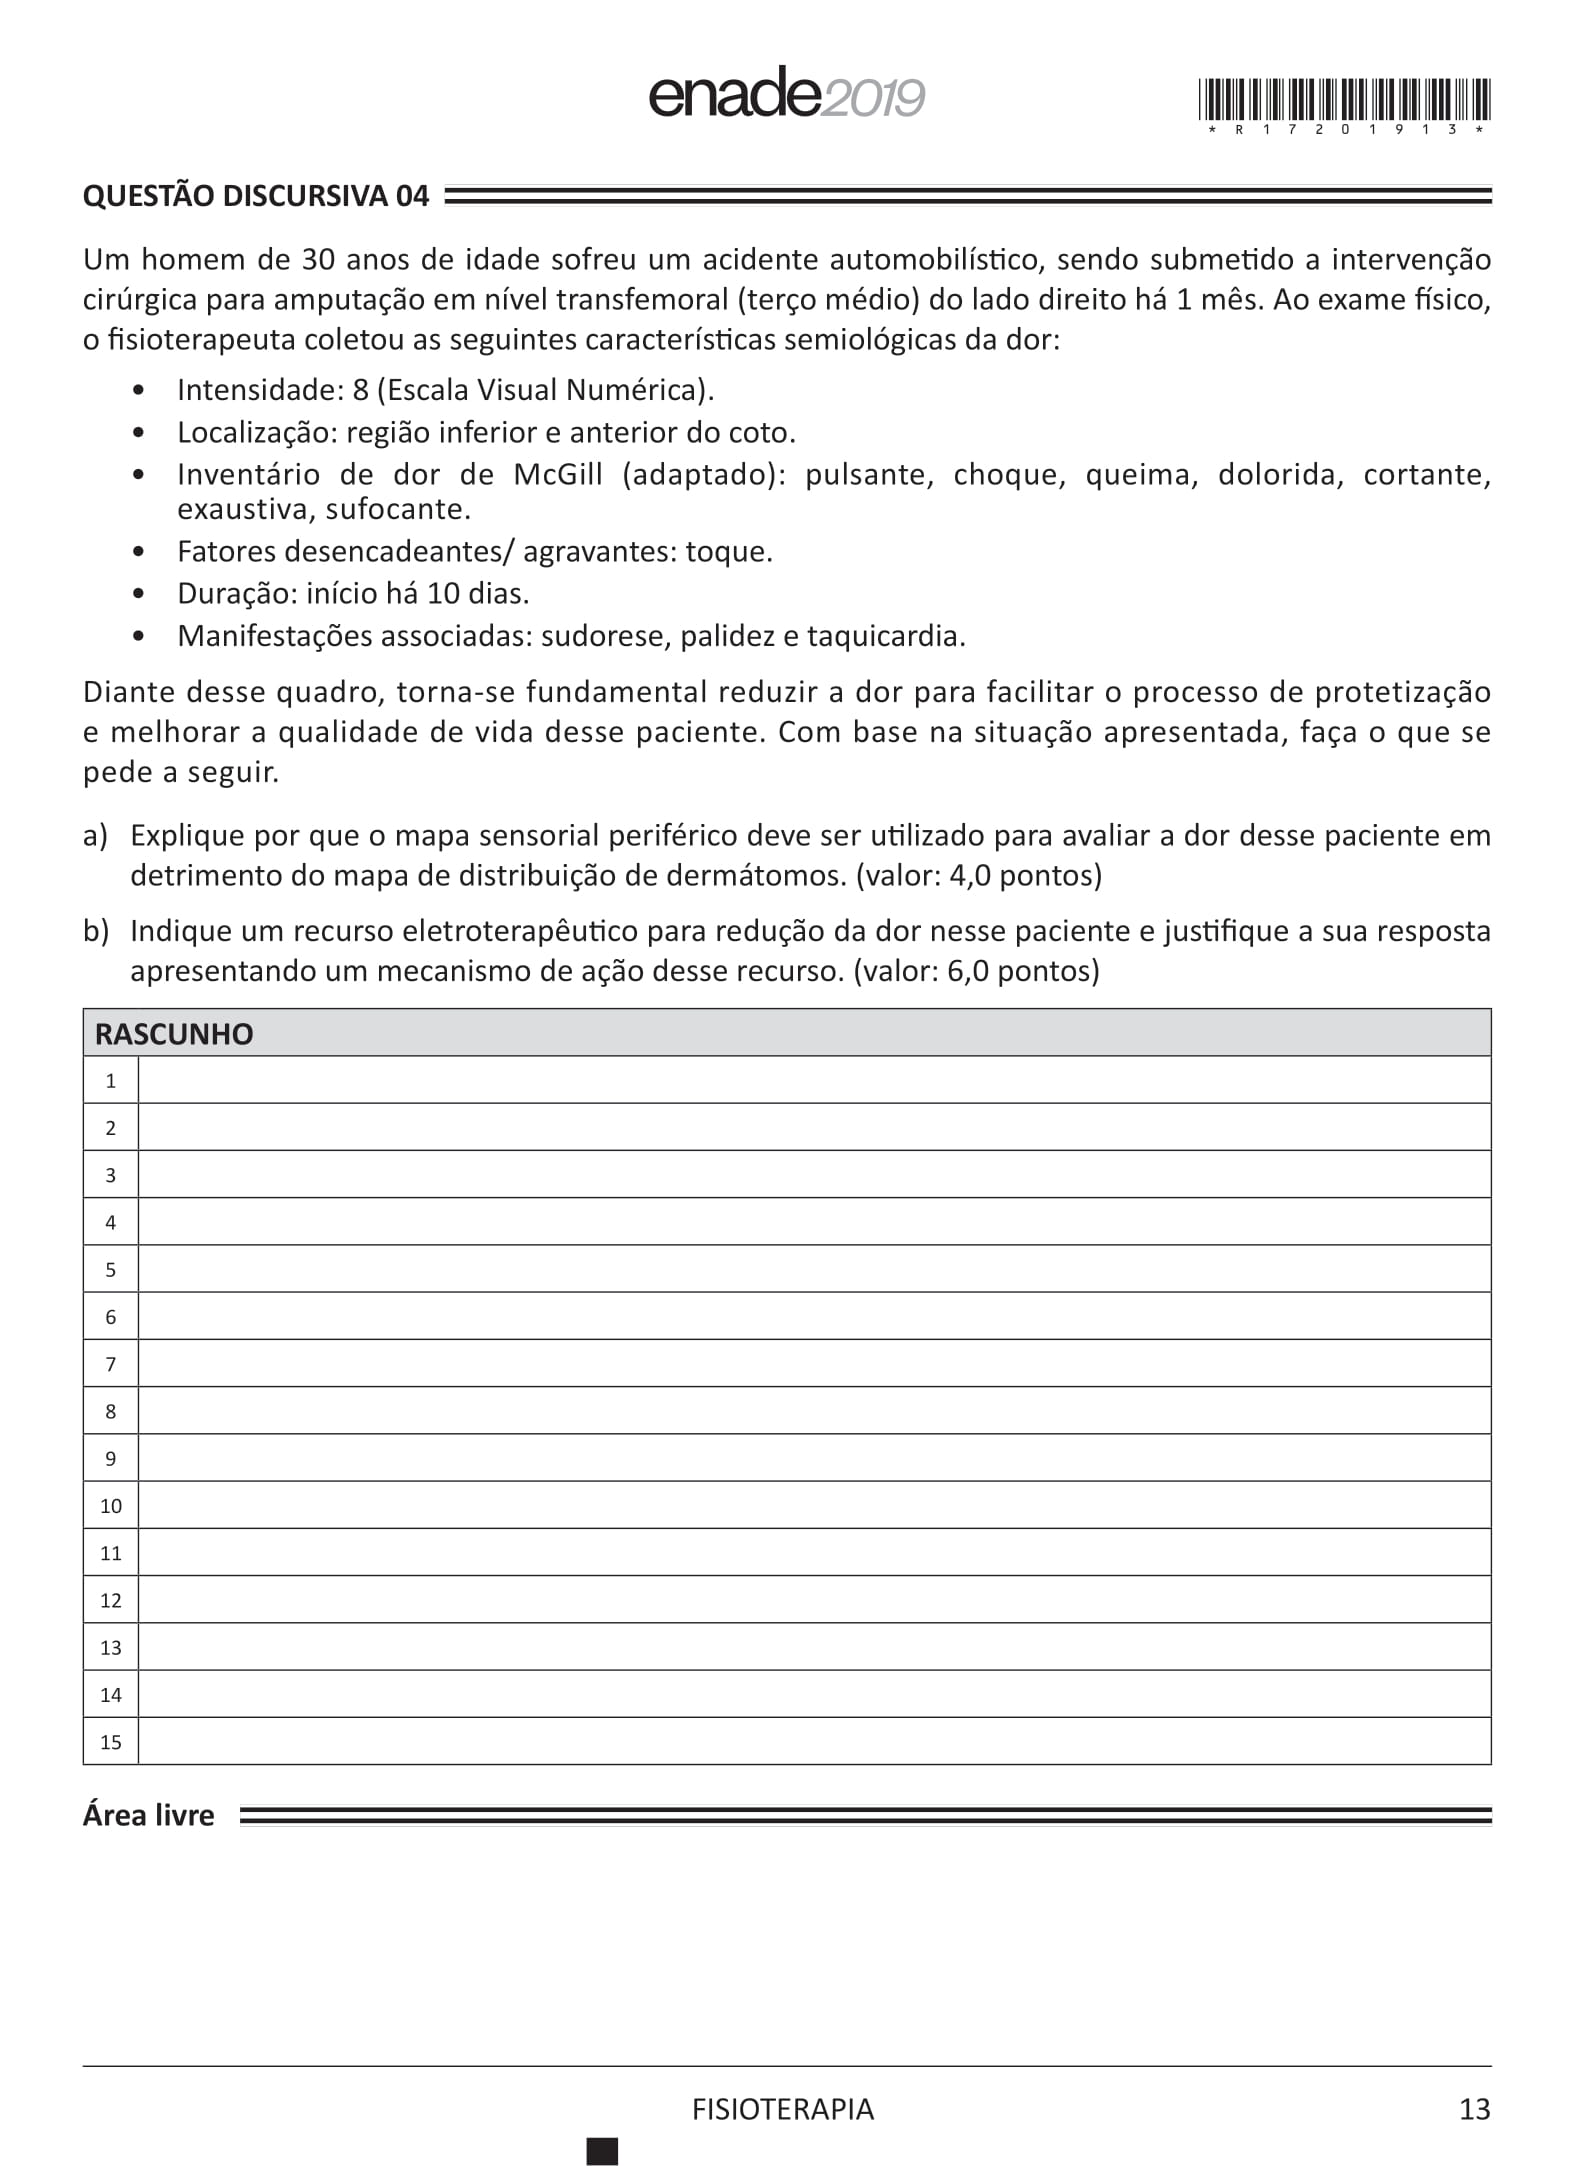 enade2019
*R17201913*
QUESTÃO DISCURSIVA 04
Um homem de 30 anos de idade sofreu um acidente automobilístico, sendo submetido a intervenção
cirúrgica para amputação em nível transfemoral (terço médio) do lado direito há 1 mês. Ao exame físico,
o fisioterapeuta coletou as seguintes características semiológicas da dor:
• Intensidade: 8 (Escala Visual Numérica).
• Localização: região inferior e anterior do coto.
• Inventário de dor de McGill (adaptado): pulsante, choque, queima, dolorida, cortante,
exaustiva, sufocante.
• Fatores desencadeantes/ agravantes: toque.
• Duração: início há 10 dias.
• Manifestações associadas: sudorese, palidez e taquicardia.
Diante desse quadro, torna-se fundamental reduzir a dor para facilitar o processo de protetização
e melhorar a qualidade de vida desse paciente. Com base na situação apresentada, faça o que se
pede a seguir.
a) Explique por que o mapa sensorial periférico deve ser utilizado para avaliar a dor desse paciente em
detrimento do mapa de distribuição de dermátomos. (valor: 4,0 pontos)
b) Indique um recurso eletroterapêutico para redução da dor nesse paciente e justifique a sua resposta
apresentando um mecanismo de ação desse recurso. (valor: 6,0 pontos)
RASCUNHO
1
2
3
4
5
6
7
8
9
10
11
12
13
14
15
Área livre
FISIOTERAPIA
13